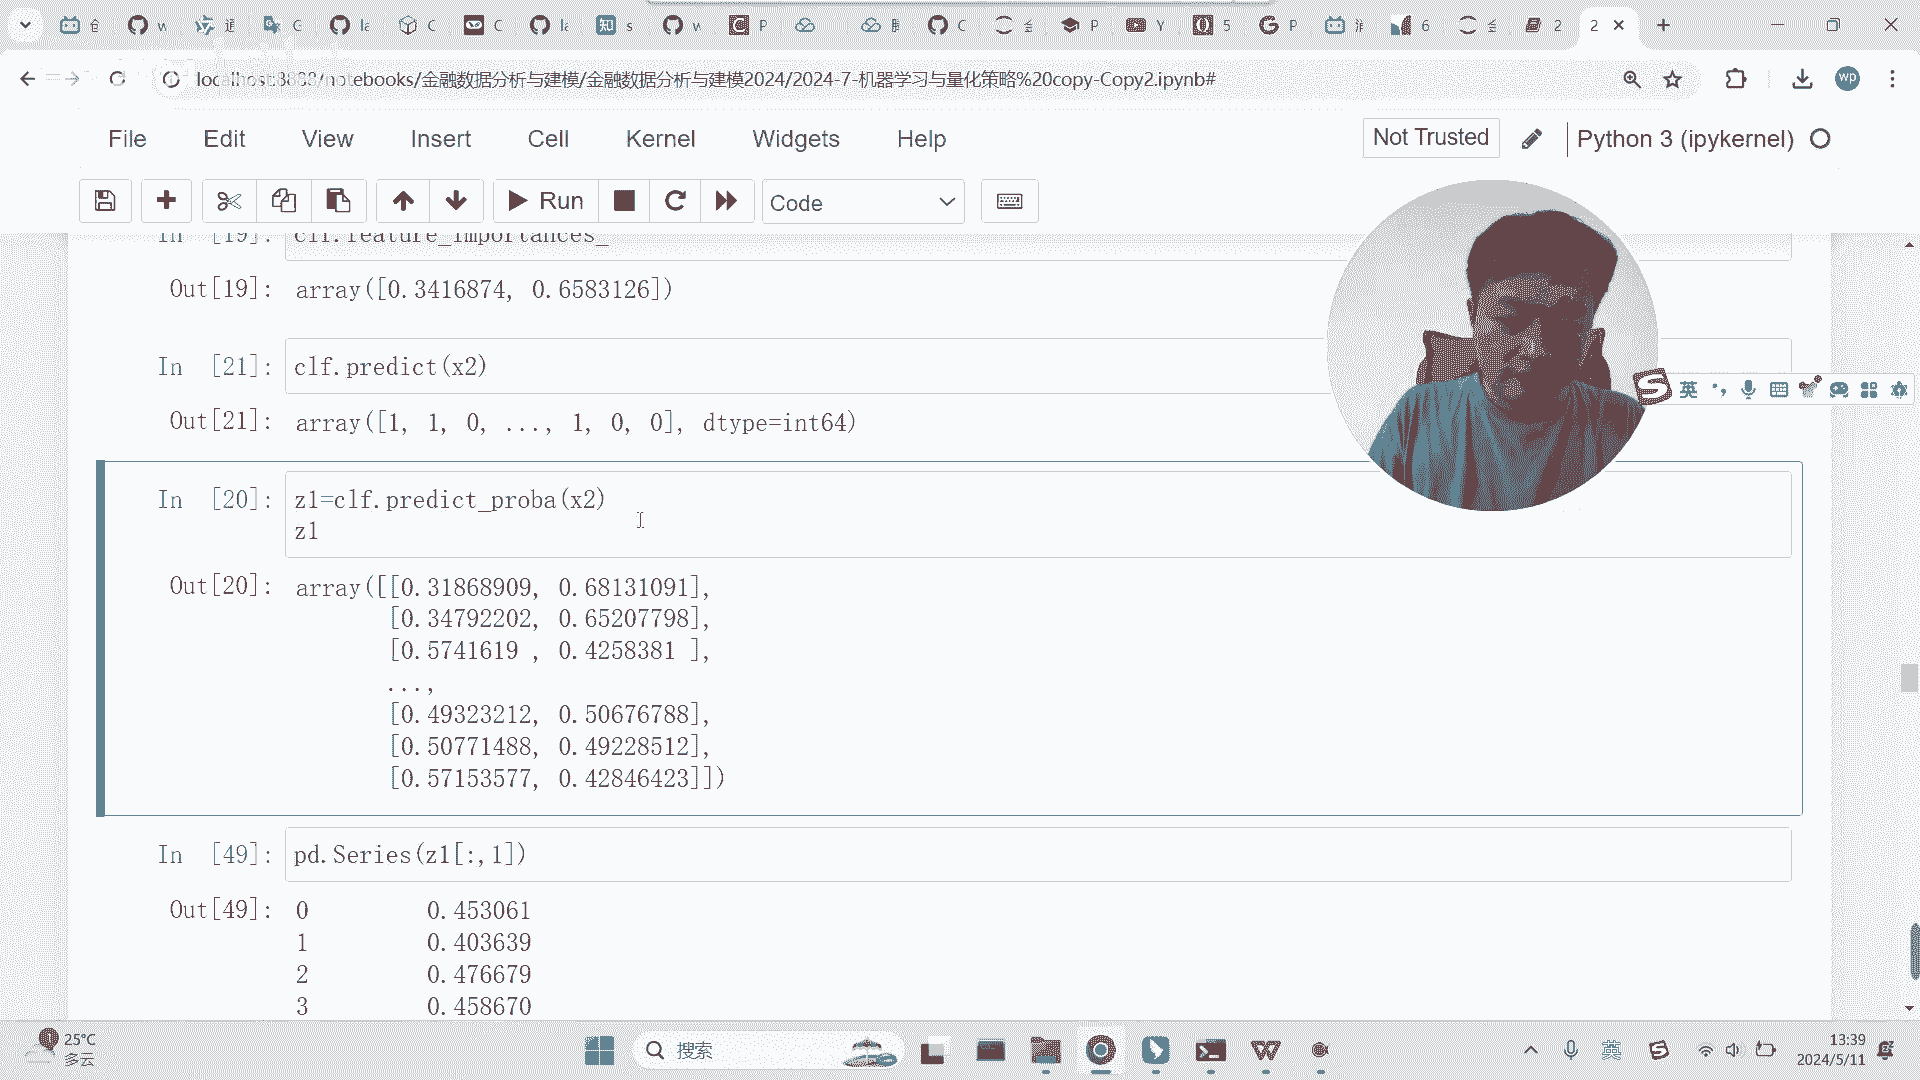 localhost:8888/notebooks/金融数据分析与建模/金融数据分析与建模2024/2024-7-机器学习与量化策略%20copy-Copy2.ipynb#
wp
File Edit View Insert Cell Kernel Widgets Help
Not Trusted
Python 3 (ipykernel)
Run
Code
In [19]: clf.feature_importances_
Out[19]: array([0.3416874, 0.6583126])
In [21]: clf.predict(x2)
英
Out[21]: array([1, 1, 0, ..., 1, 0, 0], dtype=int64)
In [20]: z1=clf.predict_proba(x2)
z1
Out[20]: array([[0.31868909, 0.68131091],
[0.34792202, 0.65207798],
[0.5741619 , 0.4258381 ],
...,
[0.49323212, 0.50676788],
[0.50771488, 0.49228512],
[0.57153577, 0.42846423]])
In [49]: pd.Series(z1[:,1])
Out[49]: 0 0.453061
1 0.403639
2 0.476679
3 0.458670
25°C
多云
搜索
英
13:39
2024/5/11